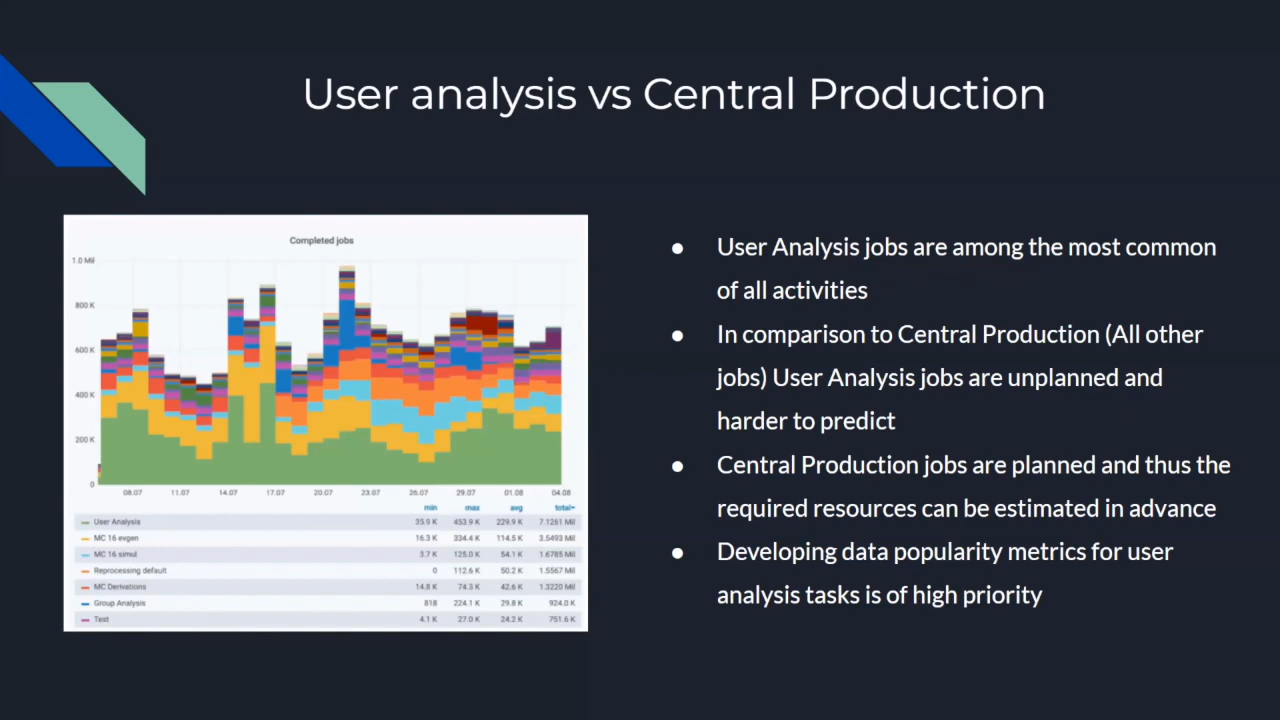 User analysis vs Central Production
Completed jobs
1.0 Mil
800 K
600 K
400 K
200 K
0
08.07 11.07 14.07 17.07 20.07 23.07 26.07 29.07 01.08 04.08
min max avg total
User Analysis 35.9 K 453.9 K 229.9 K 7.1261 Mil
MC 16 evgen 16.3 K 334.4 K 114.5 K 3.5493 Mil
MC 16 simul 3.7 K 125.0 K 54.1 K 1.6785 Mil
Reprocessing default 0 112.6 K 50.2 K 1.5567 Mil
MC Derivations 14.8 K 74.3 K 42.6 K 1.3220 Mil
Group Analysis 818 224.1 K 29.8 K 924.0 K
Test 4.1 K 27.0 K 24.2 K 751.6 K
● User Analysis jobs are among the most common
of all activities
● In comparison to Central Production (All other
jobs) User Analysis jobs are unplanned and
harder to predict
● Central Production jobs are planned and thus the
required resources can be estimated in advance
● Developing data popularity metrics for user
analysis tasks is of high priority